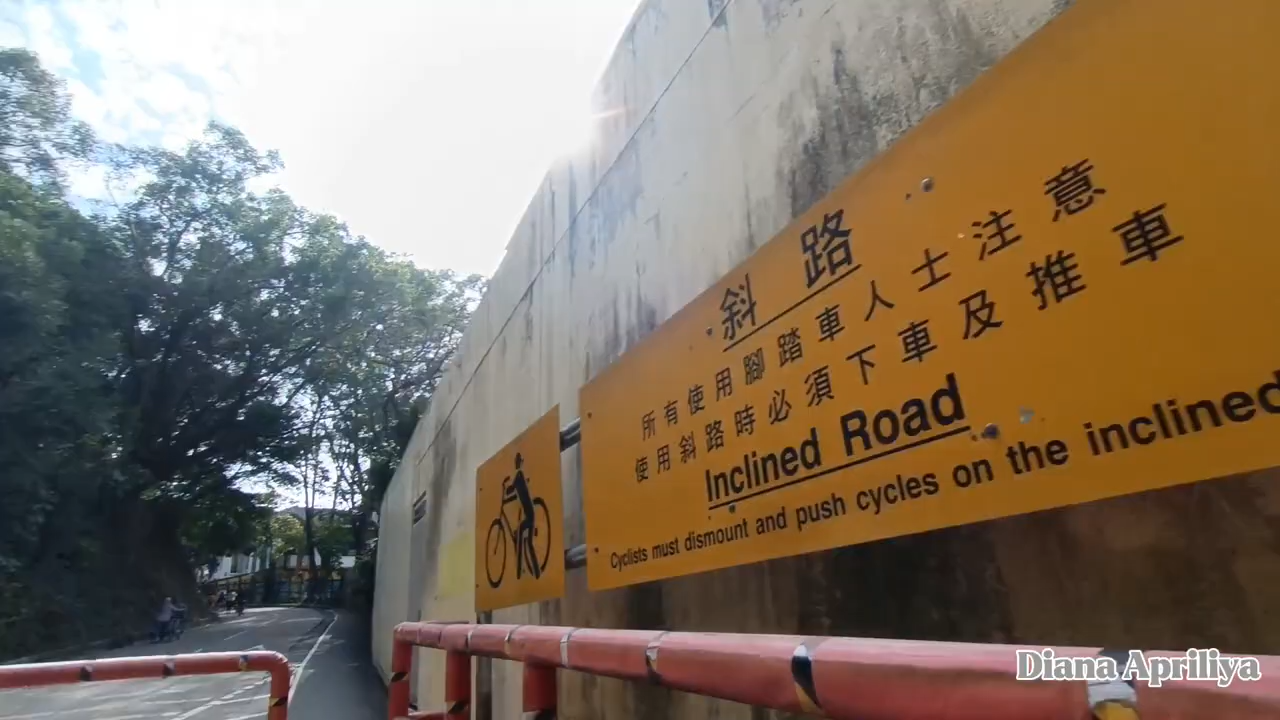 斜路
所有使用腳踏車人士注意
使用斜路時必須下車及推車
Inclined Road
Cyclists must dismount and push cycles on the inclined
Diana Apriliya